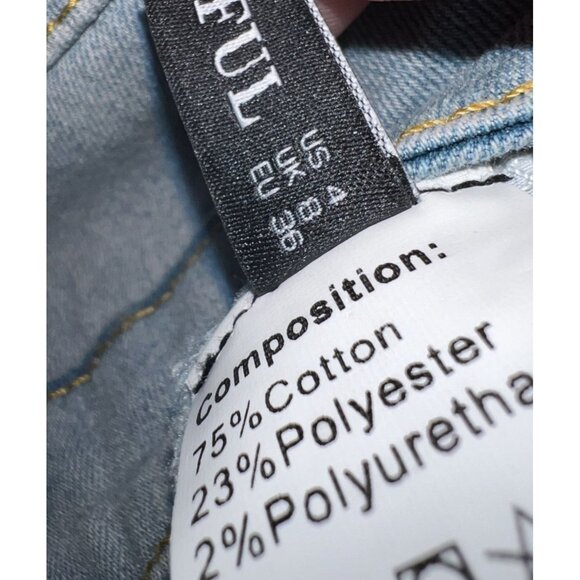 FUL
US 4
UK 8
EU 36
Composition:
75%Cotton
23%Polyester
2%Polyuretha